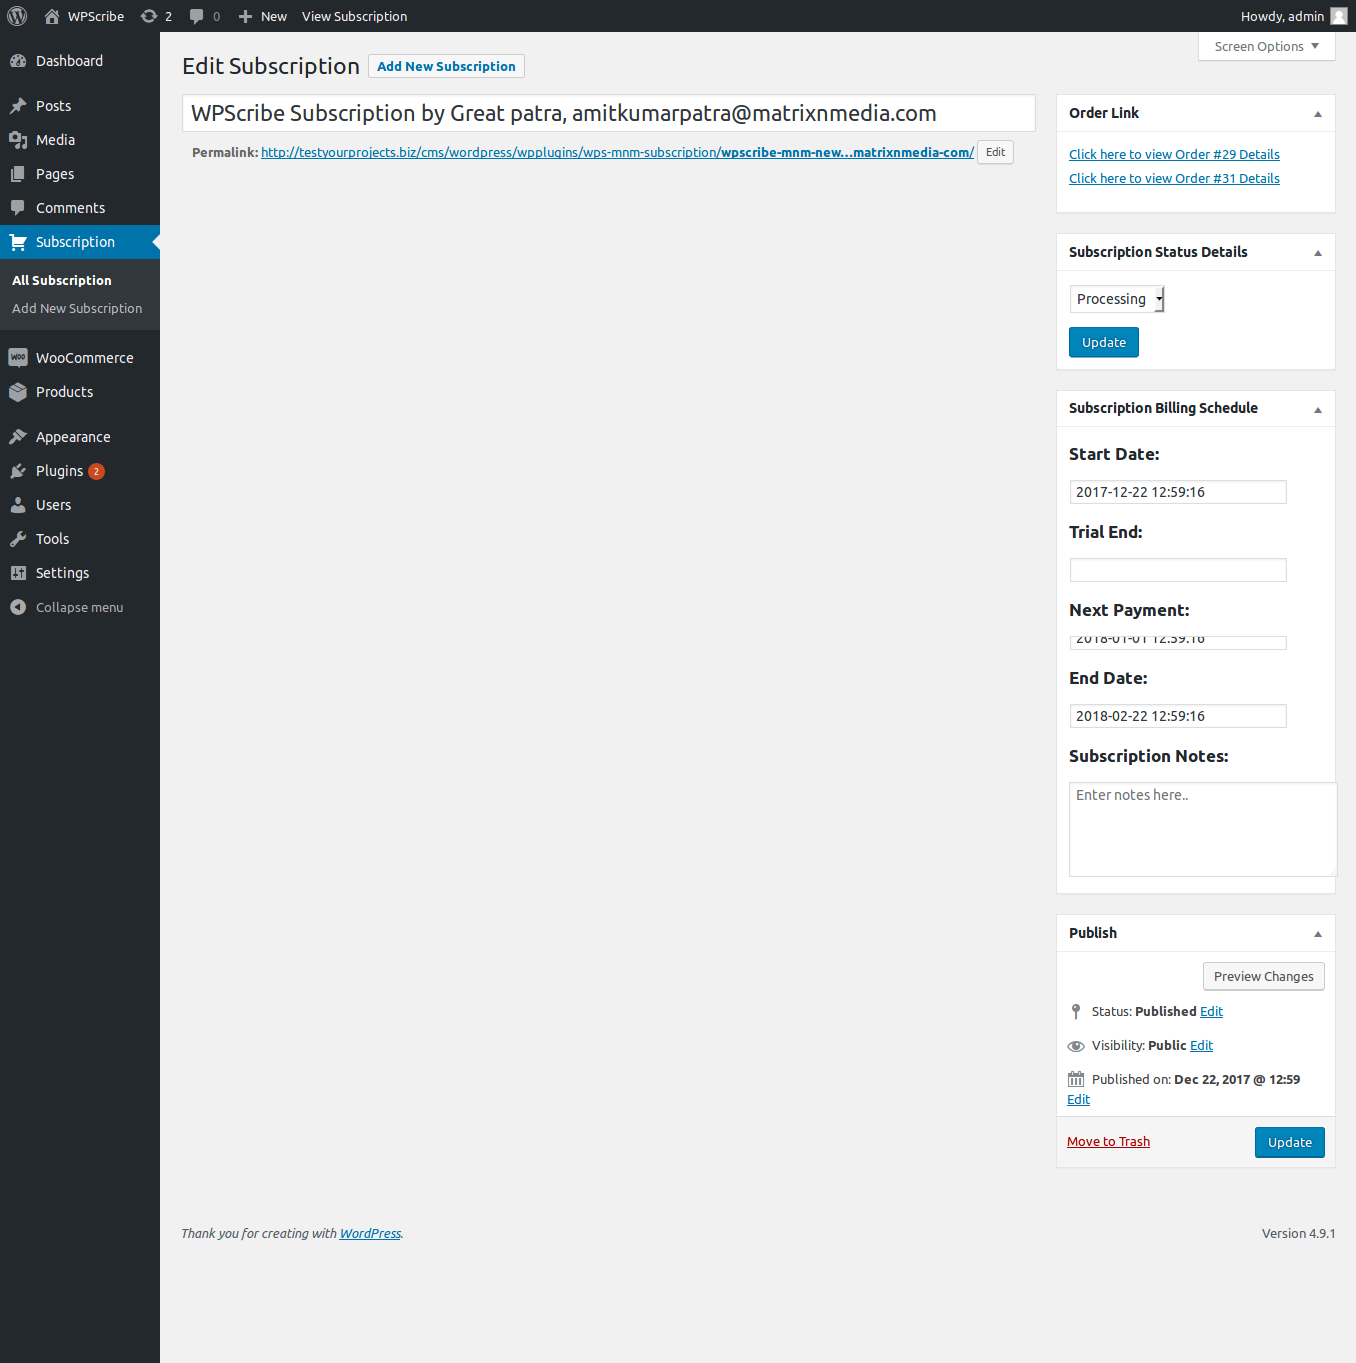 WPScribe 2 0 New View Subscription Howdy, admin
Dashboard
Posts
Media
Pages
Comments
Subscription
All Subscription
Add New Subscription
WooCommerce
Products
Appearance
Plugins 2
Users
Tools
Settings
Collapse menu
Screen Options
Edit Subscription Add New Subscription
WPScribe Subscription by Great patra, amitkumarpatra@matrixnmedia.com
Permalink: http://testyourprojects.biz/cms/wordpress/wpplugins/wps-mnm-subscription/wpscribe-mnm-new…matrixnmedia-com/ Edit
Order Link
Click here to view Order #29 Details
Click here to view Order #31 Details
Subscription Status Details
Processing
Update
Subscription Billing Schedule
Start Date:
2017-12-22 12:59:16
Trial End:
Next Payment:
2018-01-01 12:59:16
End Date:
2018-02-22 12:59:16
Subscription Notes:
Enter notes here..
Publish
Preview Changes
Status: Published Edit
Visibility: Public Edit
Published on: Dec 22, 2017 @ 12:59
Edit
Move to Trash Update
Thank you for creating with WordPress. Version 4.9.1